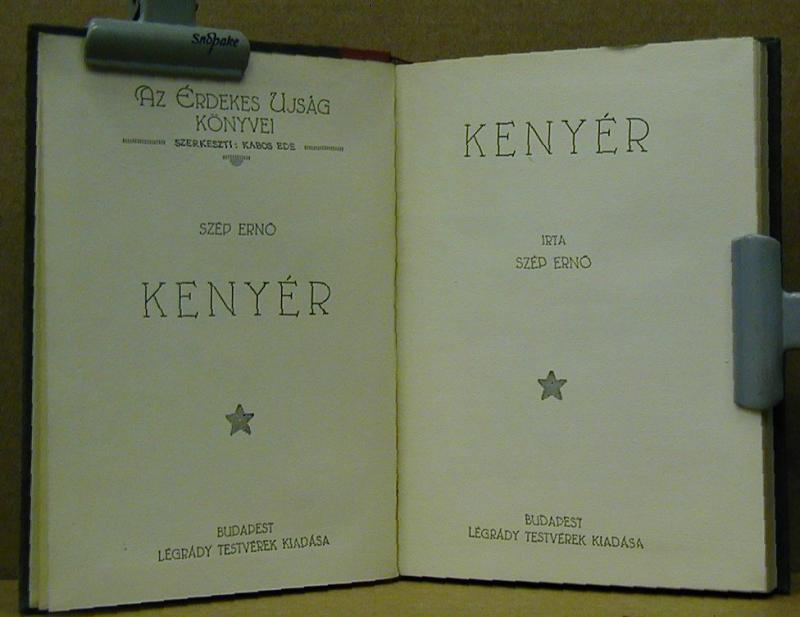 Snopake
AZ ÉRDEKES UJSÁG
KÖNYVEI
SZERKESZTI: KABOS EDE
SZÉP ERNŐ
KENYÉR
BUDAPEST
LÉGRÁDY TESTVÉREK KIADÁSA
KENYÉR
IRTA
SZÉP ERNŐ
BUDAPEST
LÉGRÁDY TESTVÉREK KIADÁSA